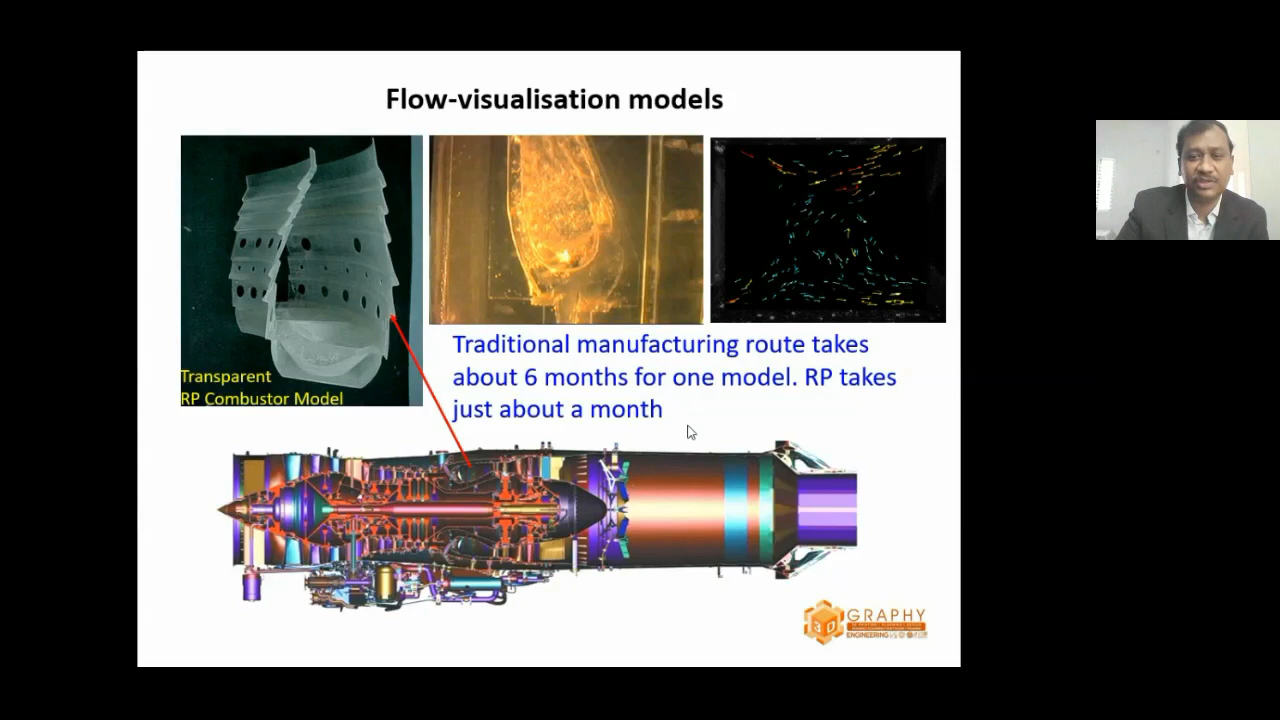 Flow-visualisation models
Transparent
RP Combustor Model
Traditional manufacturing route takes
about 6 months for one model. RP takes
just about a month
3D
GRAPHY
ENGINEERING